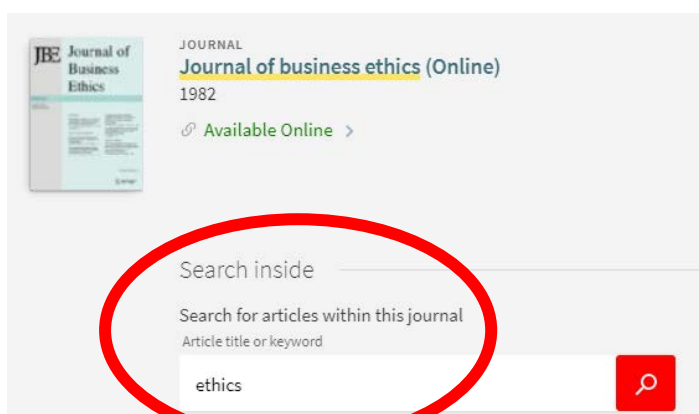 JBE Journal of
Business
Ethics
JOURNAL
Journal of business ethics (Online)
1982
Available Online
Search inside
Search for articles within this journal
Article title or keyword
ethics